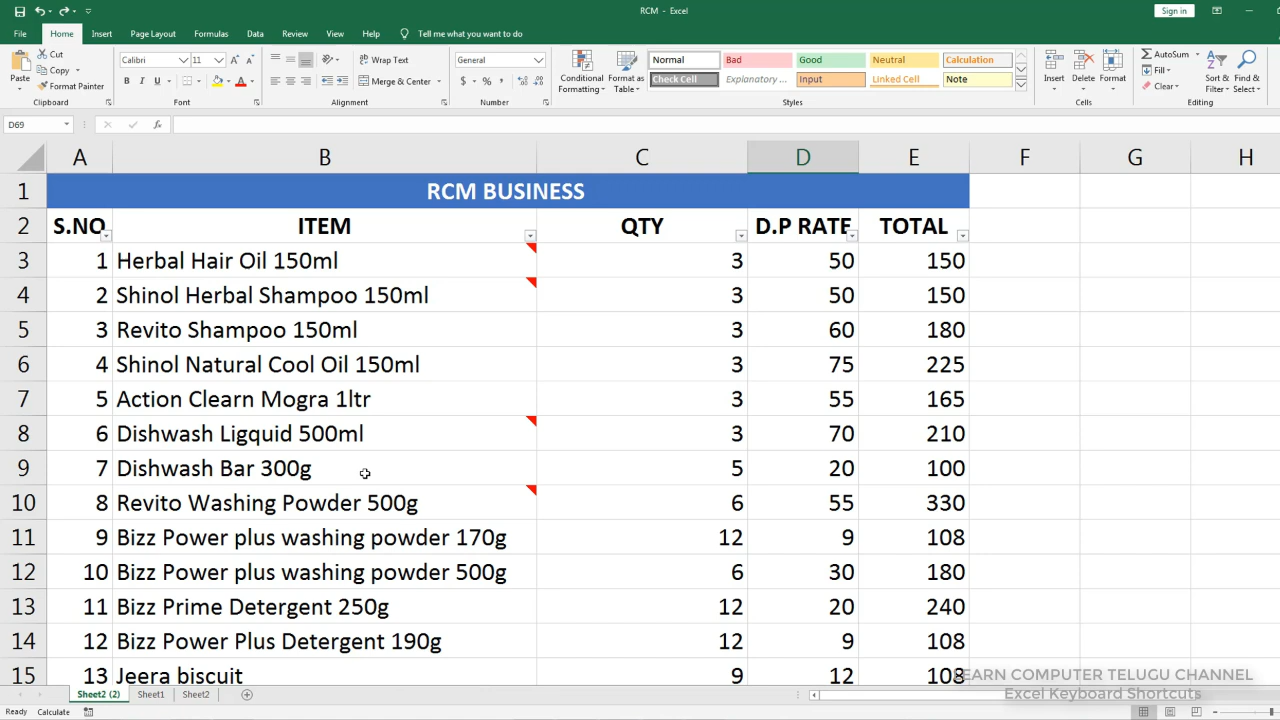 RCM - Excel
Sign in
File Home Insert Page Layout Formulas Data Review View Help Tell me what you want to do
Paste
Cut
Copy
Format Painter
Clipboard
Calibri 11
B I U
Font
Wrap Text
Merge & Center
Alignment
General
$ % ,
Number
Conditional Formatting
Format as Table
Normal Bad Good Neutral Calculation
Check Cell Explanatory ... Input Linked Cell Note
Styles
Insert Delete Format
Cells
AutoSum
Fill
Clear
Sort & Filter
Find & Select
Editing
D69 fx
A B C D E F G H
1 RCM BUSINESS
2 S.NO ITEM QTY D.P RATE TOTAL
3 1 Herbal Hair Oil 150ml 3 50 150
4 2 Shinol Herbal Shampoo 150ml 3 50 150
5 3 Revito Shampoo 150ml 3 60 180
6 4 Shinol Natural Cool Oil 150ml 3 75 225
7 5 Action Clearn Mogra 1ltr 3 55 165
8 6 Dishwash Ligquid 500ml 3 70 210
9 7 Dishwash Bar 300g 5 20 100
10 8 Revito Washing Powder 500g 6 55 330
11 9 Bizz Power plus washing powder 170g 12 9 108
12 10 Bizz Power plus washing powder 500g 6 30 180
13 11 Bizz Prime Detergent 250g 12 20 240
14 12 Bizz Power Plus Detergent 190g 12 9 108
15 13 Jeera biscuit 9 12 108
LEARN COMPUTER TELUGU CHANNEL
Excel Keyboard Shortcuts
Sheet2 (2) Sheet1 Sheet2
Ready Calculate